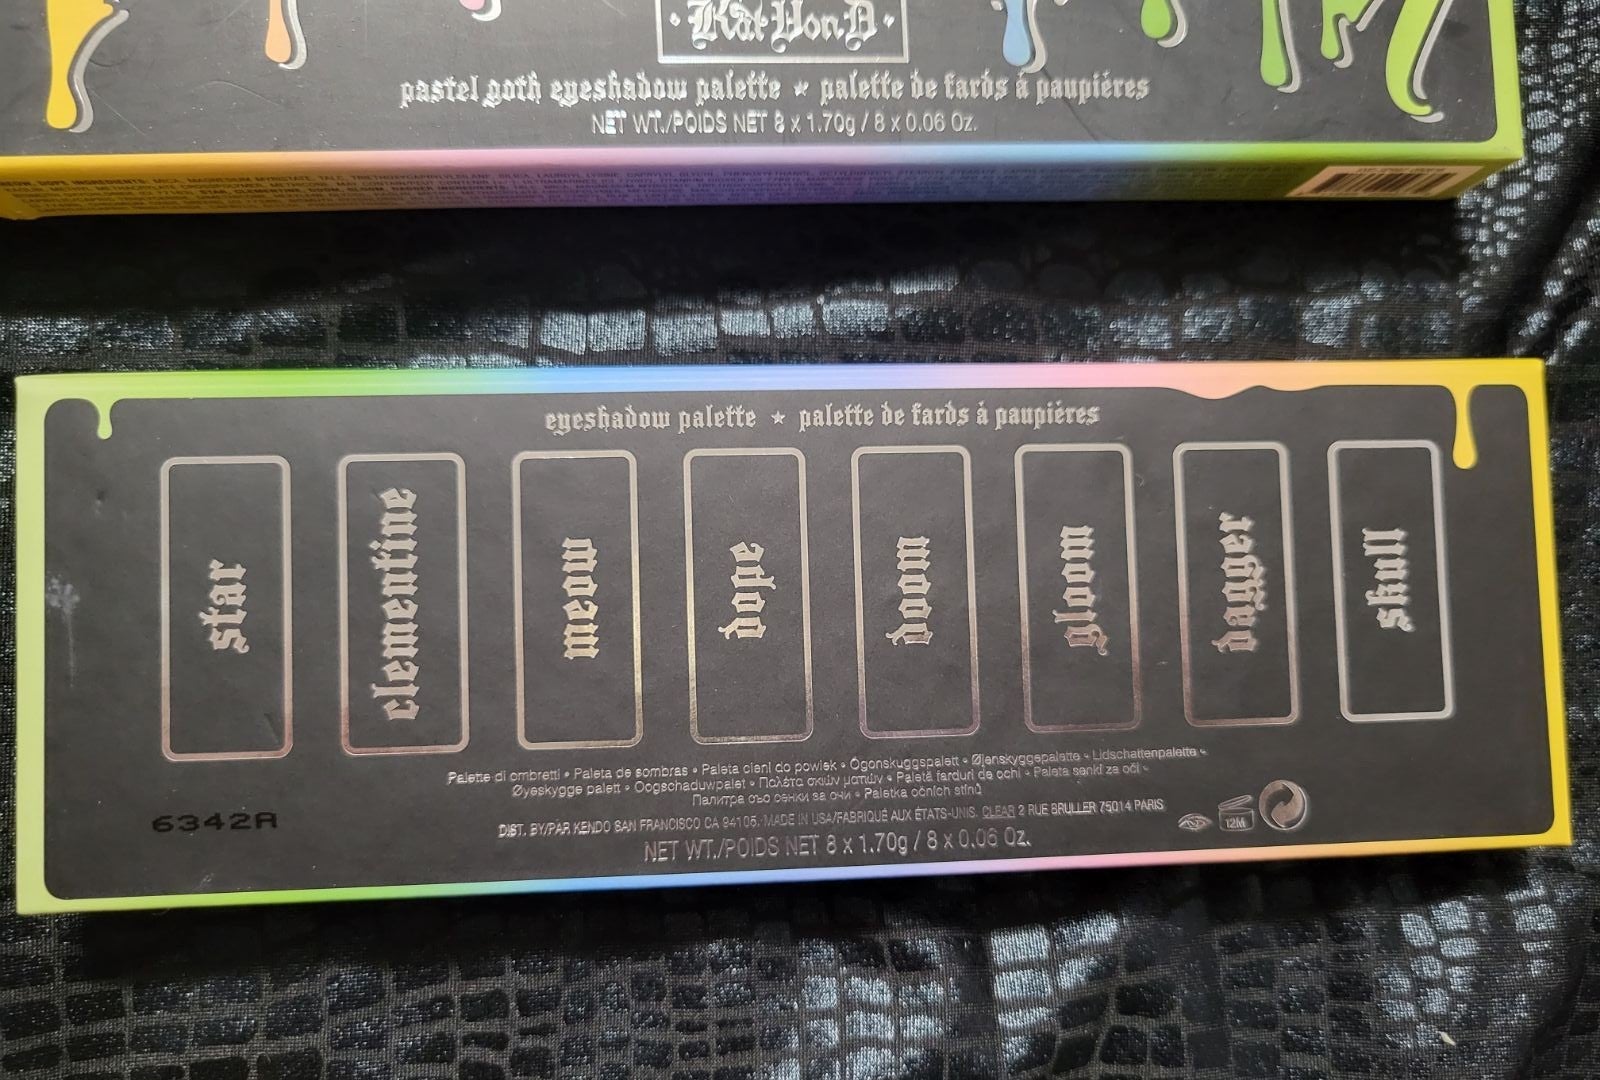 Kat Von D
pastel goth eyeshadow palette ★ palette de fards à paupières
NET WT./POIDS NET 8 x 1.70g / 8 x 0.06 Oz.
eyeshadow palette ★ palette de fards à paupières
star
clementine
meow
dope
doom
gloom
dagger
skull
Palette di ombretti • Paleta de sombras • Paleta cieni do powiek • Ögonskuggspalett • Øjenskyggepalette • Lidschattenpalette •
Øyeskygge palett • Oogschaduwpalet • Παλέτα σκιών ματιών • Paletă farduri de ochi • Paleta senki za oči •
Палитра със сенки за очи • Paletka očních stínů
DIST. BY/PAR KENDO SAN FRANCISCO CA 94105. MADE IN USA/FABRIQUÉ AUX ÉTATS-UNIS. CLEAR 2 RUE BRULLER 75014 PARIS
12M
6342R
NET WT./POIDS NET 8 x 1.70g / 8 x 0.06 Oz.